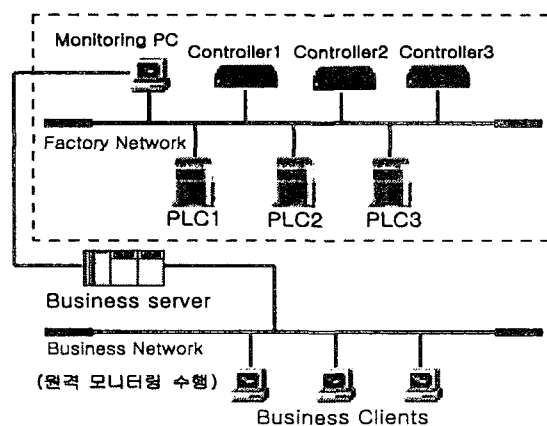 Monitoring PC
Controller1 Controller2 Controller3
Factory Network
PLC1 PLC2 PLC3
Business server
Business Network
(원격 모니터링 수행)
Business Clients